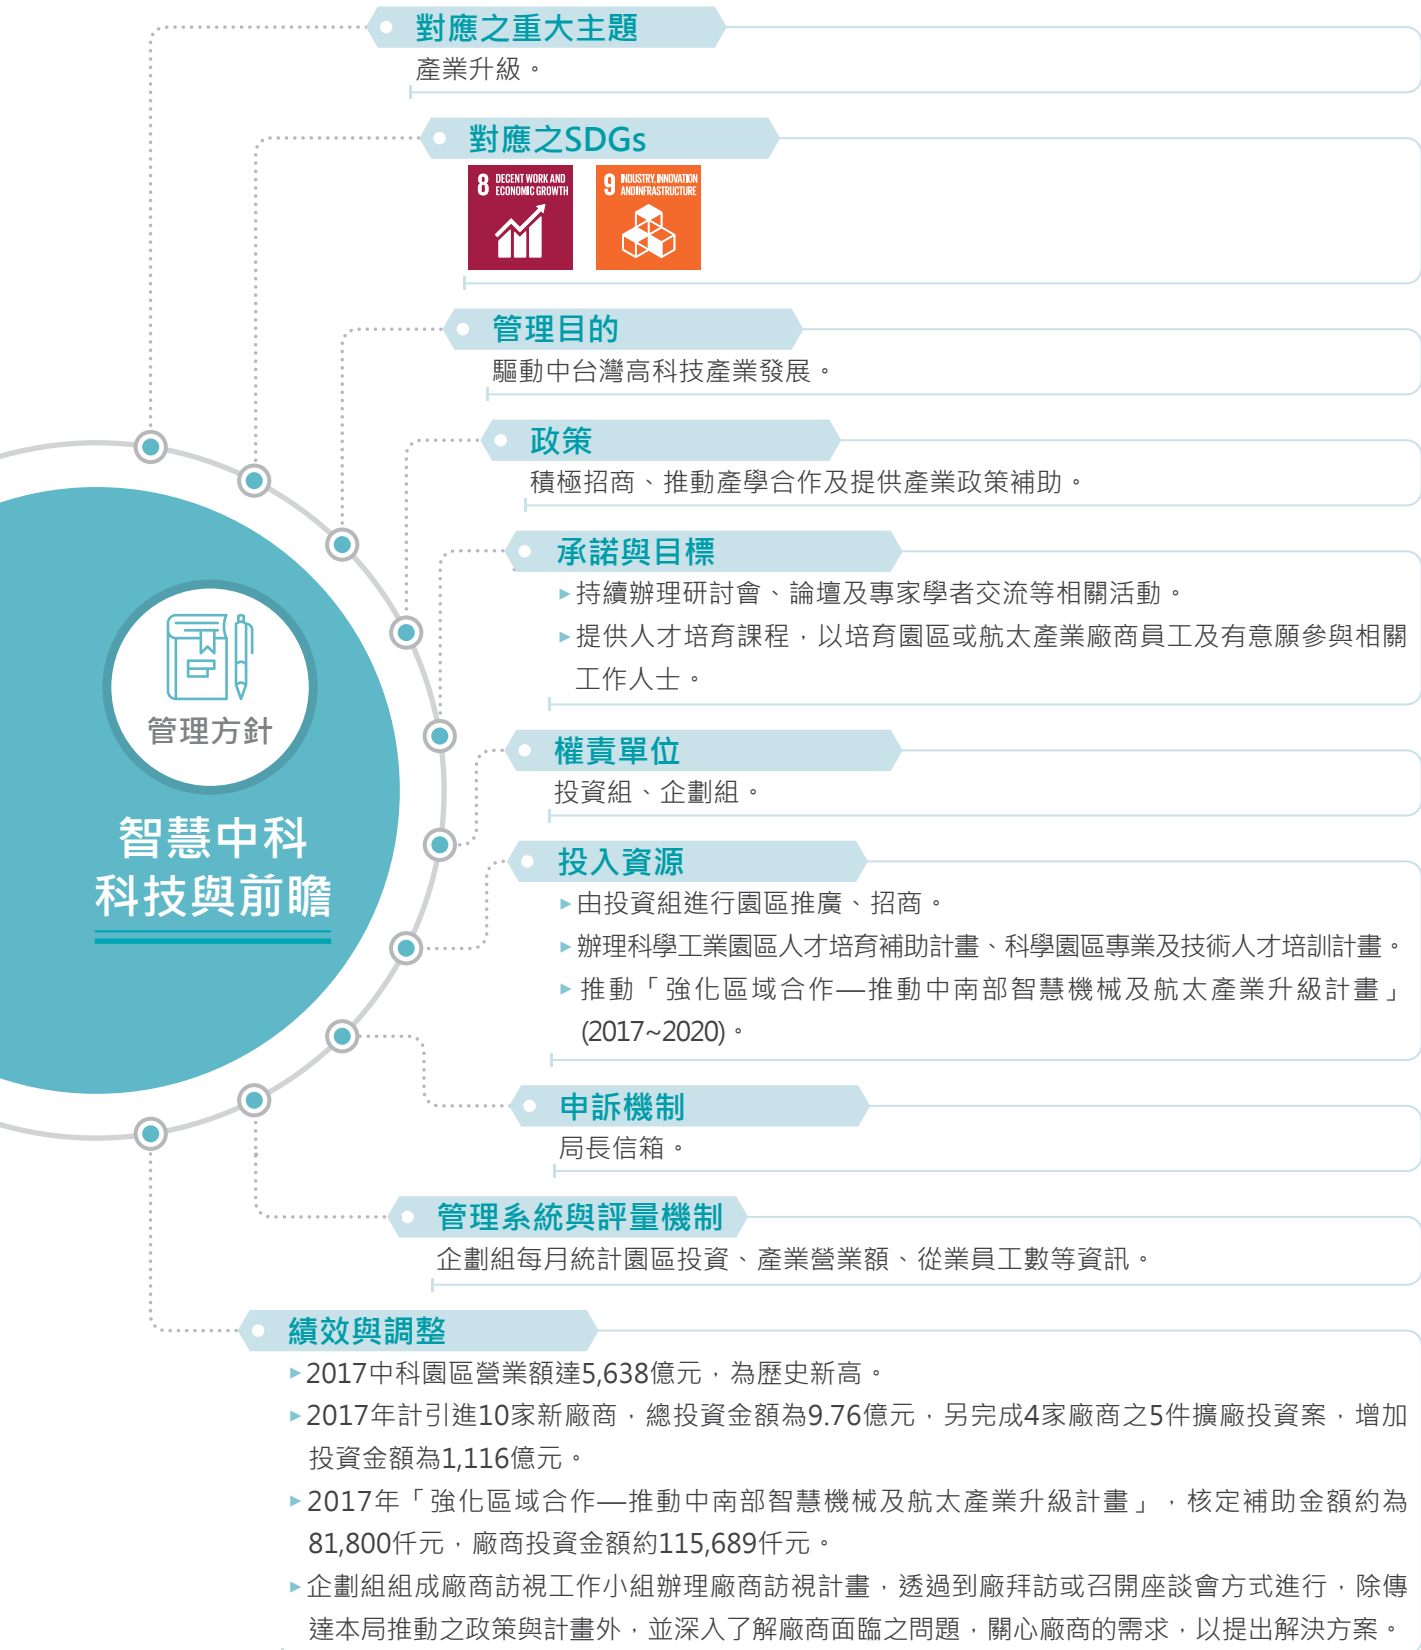 對應之重大主題
產業升級。
對應之SDGs
8 DECENT WORK AND
ECONOMIC GROWTH
9 INDUSTRY, INNOVATION
AND INFRASTRUCTURE
管理目的
驅動中台灣高科技產業發展。
政策
積極招商、推動產學合作及提供產業政策補助。
承諾與目標
▸持續辦理研討會、論壇及專家學者交流等相關活動。
▸提供人才培育課程，以培育園區或航太產業廠商員工及有意願參與相關
工作人士。
管理方針
智慧中科
科技與前瞻
權責單位
投資組、企劃組。
投入資源
▸由投資組進行園區推廣、招商。
▸辦理科學工業園區人才培育補助計畫、科學園區專業及技術人才培訓計畫。
▸推動「強化區域合作—推動中南部智慧機械及航太產業升級計畫」
(2017~2020)。
申訴機制
局長信箱。
管理系統與評量機制
企劃組每月統計園區投資、產業營業額、從業員工數等資訊。
績效與調整
▸2017中科園區營業額達5,638億元，為歷史新高。
▸2017年計引進10家新廠商，總投資金額為9.76億元，另完成4家廠商之5件擴廠投資案，增加
投資金額為1,116億元。
▸2017年「強化區域合作—推動中南部智慧機械及航太產業升級計畫」，核定補助金額約為
81,800仟元，廠商投資金額約115,689仟元。
▸企劃組組成廠商訪視工作小組辦理廠商訪視計畫，透過到廠拜訪或召開座談會方式進行，除傳
達本局推動之政策與計畫外，並深入了解廠商面臨之問題，關心廠商的需求，以提出解決方案。